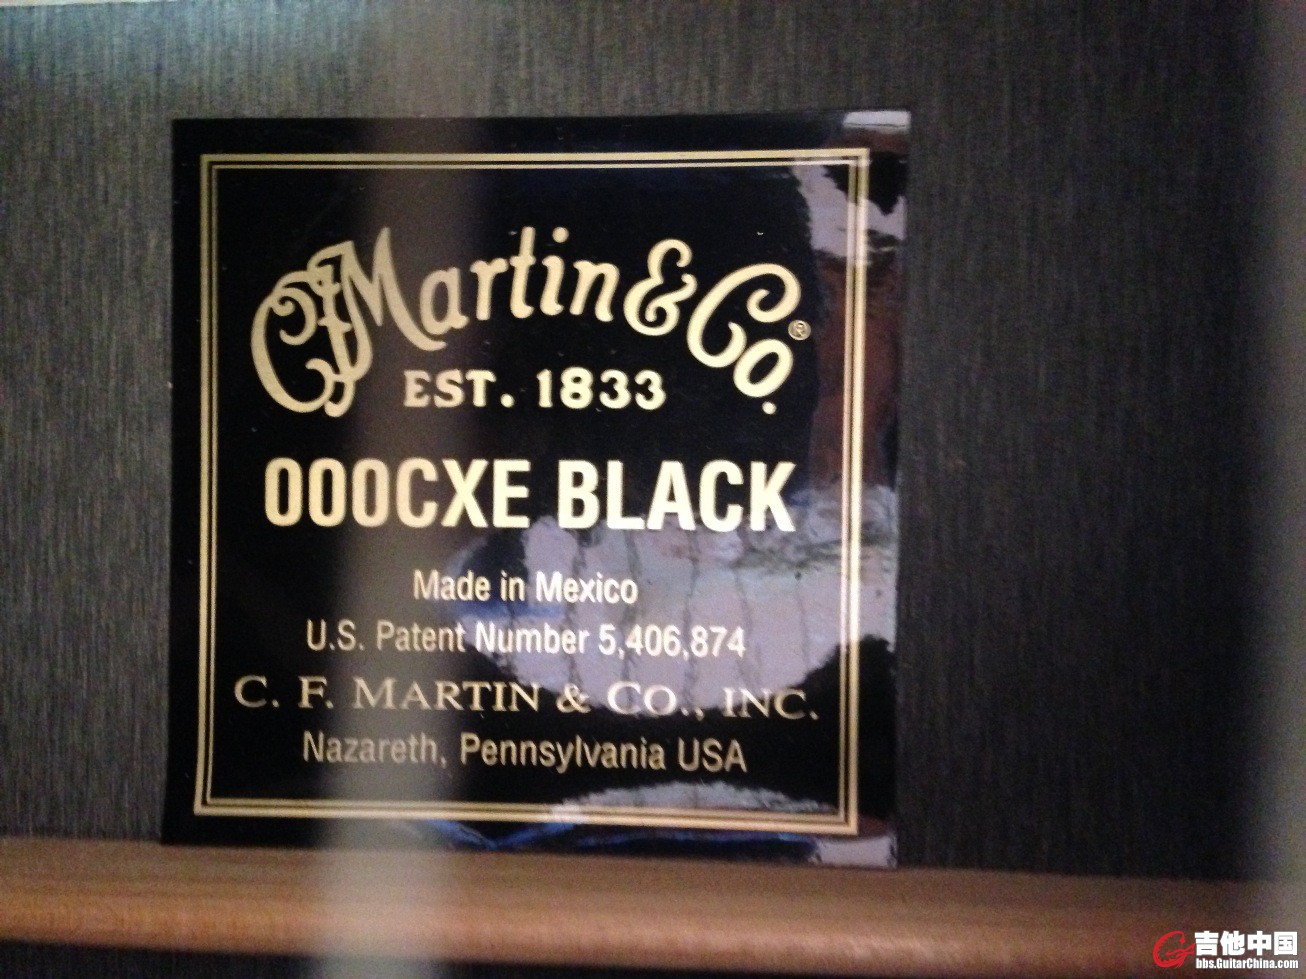 CFMartin & Co.®
EST. 1833
000CXE BLACK
Made in Mexico
U.S. Patent Number 5,406,874
C. F. MARTIN & CO., INC.
Nazareth, Pennsylvania USA
吉他中国
bbs.GuitarChina.com